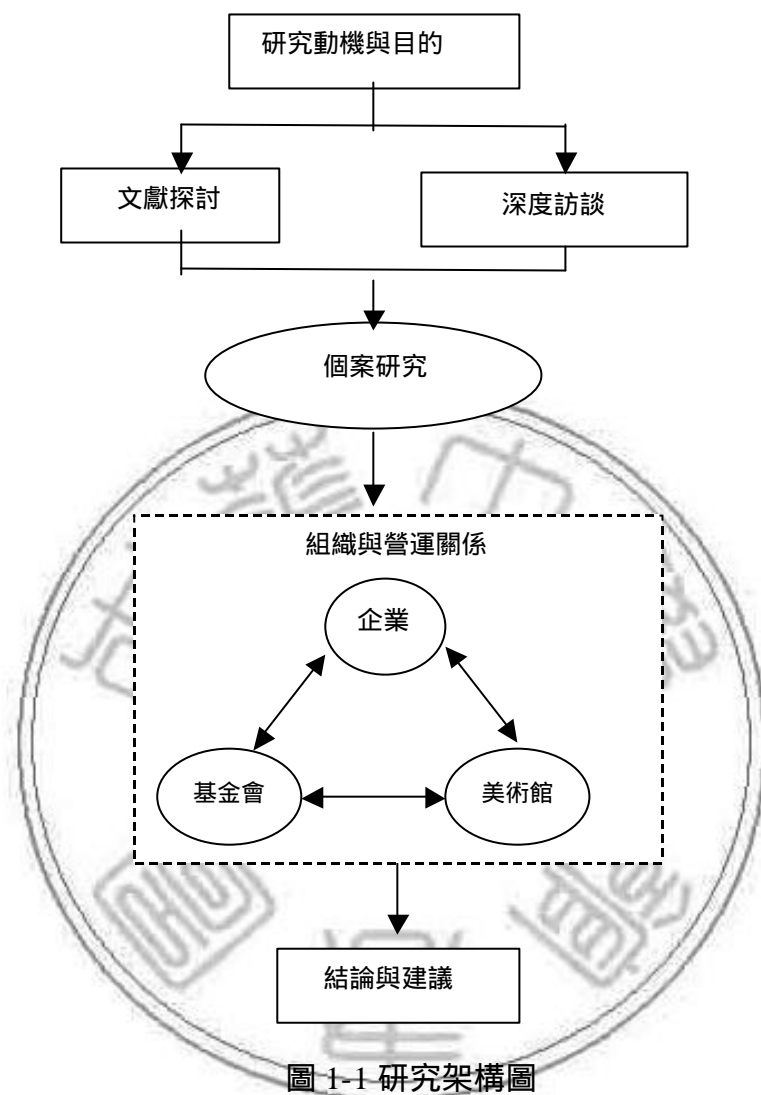 研究動機與目的
文獻探討
深度訪談
個案研究
組織與營運關係
企業
基金會
美術館
結論與建議
圖 1-1 研究架構圖